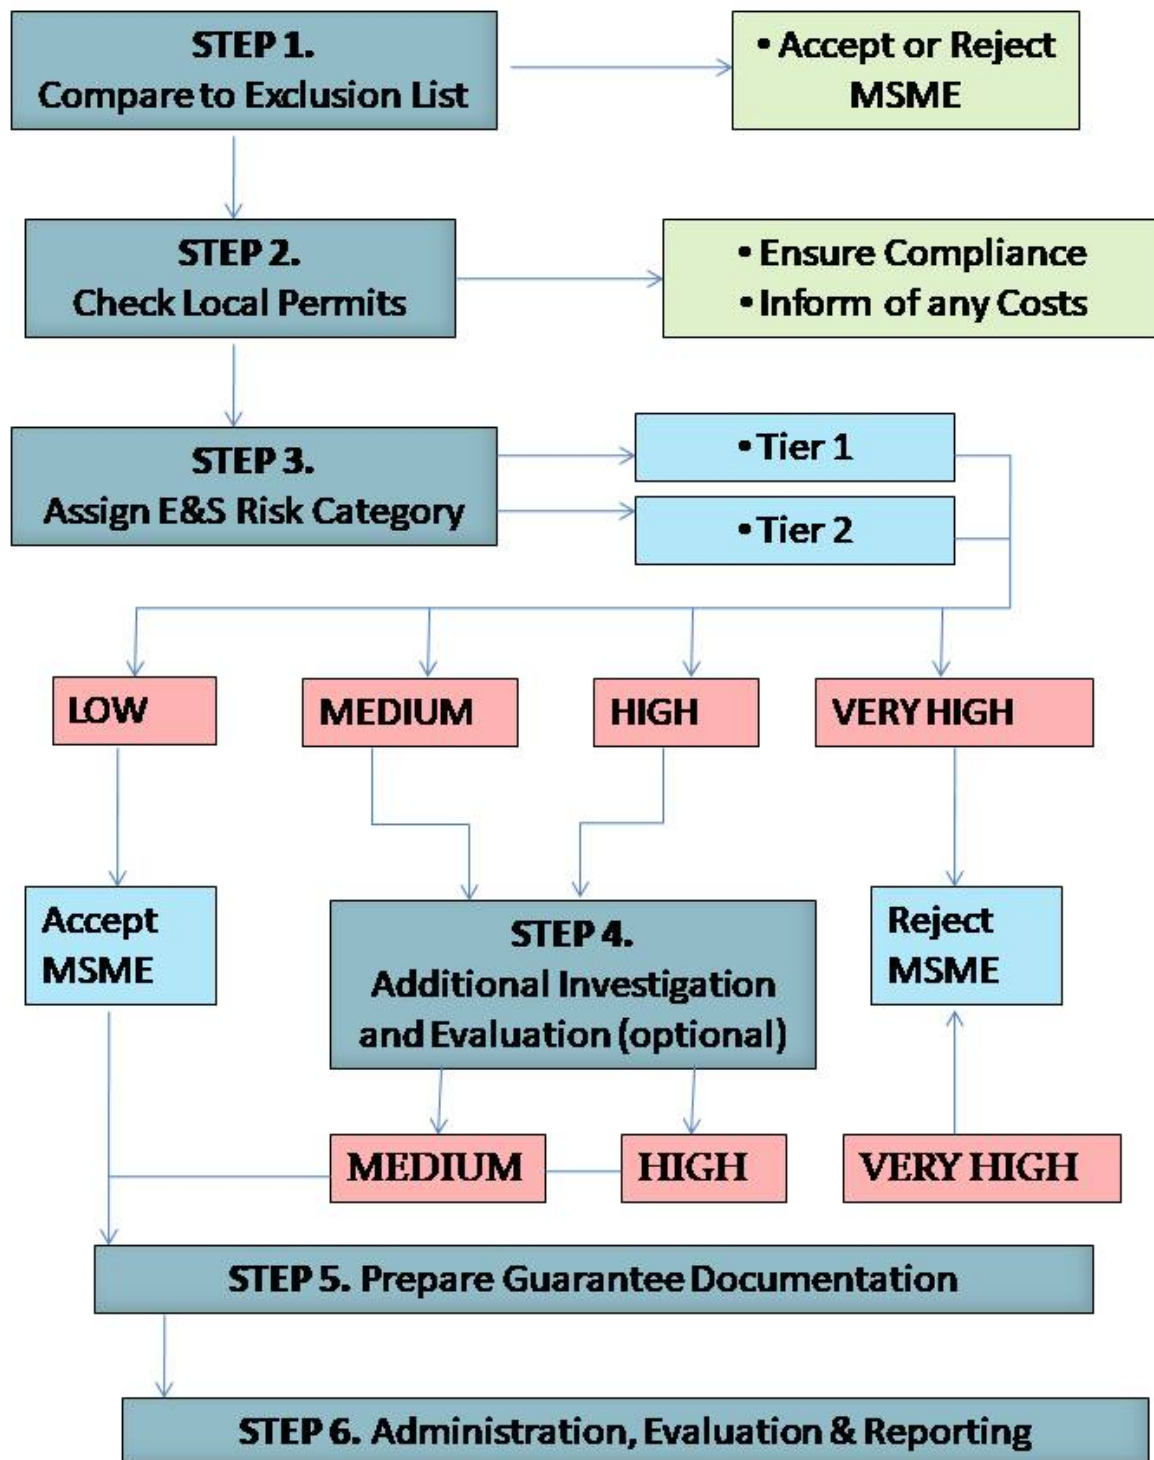 STEP 1.
Compare to Exclusion List
• Accept or Reject
MSME
STEP 2.
Check Local Permits
• Ensure Compliance
• Inform of any Costs
STEP 3.
Assign E&S Risk Category
• Tier 1
• Tier 2
LOW
MEDIUM
HIGH
VERY HIGH
Accept
MSME
STEP 4.
Additional Investigation
and Evaluation (optional)
Reject
MSME
MEDIUM
HIGH
VERY HIGH
STEP 5. Prepare Guarantee Documentation
STEP 6. Administration, Evaluation & Reporting